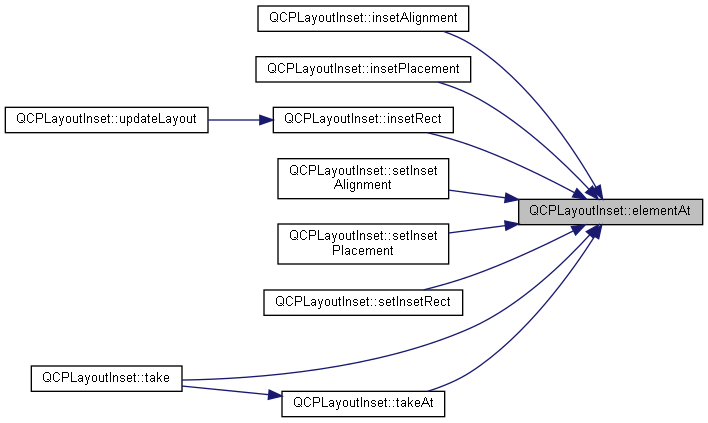 QCPLayoutInset::insetAlignment
QCPLayoutInset::insetPlacement
QCPLayoutInset::updateLayout
QCPLayoutInset::insetRect
QCPLayoutInset::setInset
Alignment
QCPLayoutInset::elementAt
QCPLayoutInset::setInset
Placement
QCPLayoutInset::setInsetRect
QCPLayoutInset::take
QCPLayoutInset::takeAt